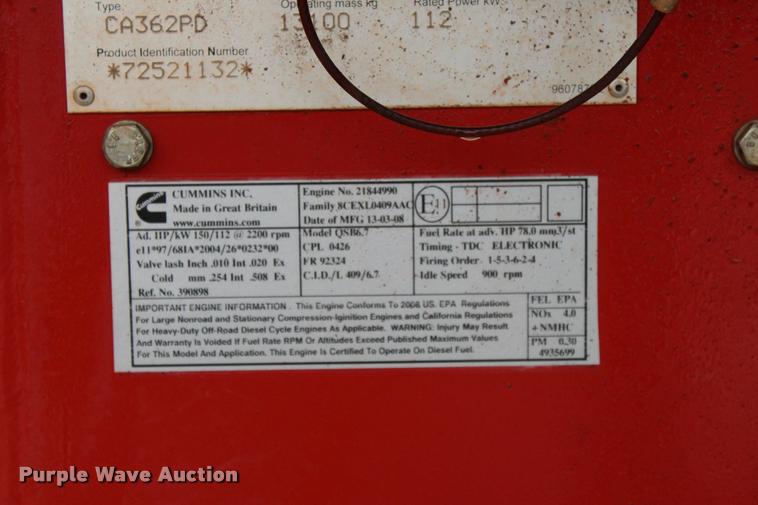 Type.
Operating mass kg
Rated Power kW
CA362PD
13100
112
Product Identification Number
*72521132*
96078
CUMMINS INC.
Made in Great Britain
www.cummins.com
Cummins
Engine No. 21844990
Family 8CEXL0409AAC
Date of MFG 13-03-08
E11
Ad. HP/kW 150/112 @ 2200 rpm
e11*97/68IA*2004/26*0232*00
Valve lash Inch .010 Int .020 Ex
Cold mm .254 Int .508 Ex
Ref. No. 390898
Model QSB6.7
CPL 0426
FR 92324
C.I.D./L 409/6.7
Fuel Rate at adv. HP 78.0 mm3/st
Timing - TDC ELECTRONIC
Firing Order 1-5-3-6-2-4
Idle Speed 900 rpm
IMPORTANT ENGINE INFORMATION . This Engine Conforms To 2008 US. EPA Regulations
For Large Nonroad and Stationary Compression-Ignition Engines and California Regulations
For Heavy-Duty Off-Road Diesel Cycle Engines As Applicable. WARNING: Injury May Result
And Warranty is Voided If Fuel Rate RPM Or Altitudes Exceed Published Maximum Values
For This Model And Application. This Engine Is Certified To Operate On Diesel Fuel.
FEL EPA
NOx 4.0
+NMHC
PM 0.30
4935699
Purple Wave Auction